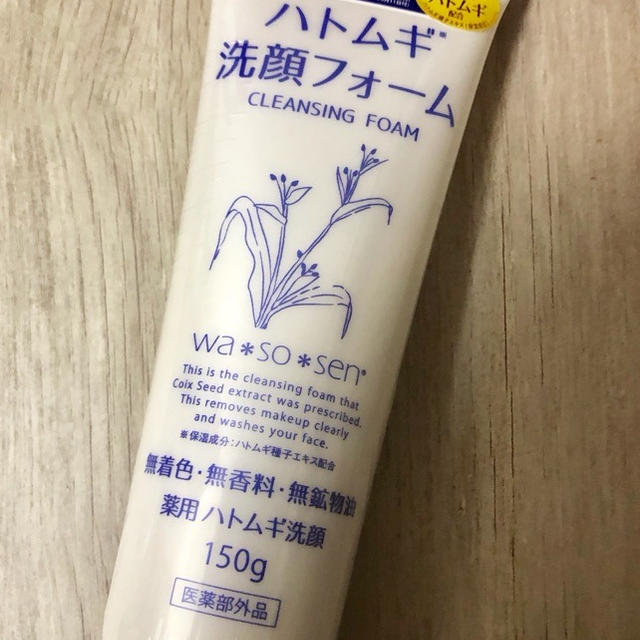 ハトムギ
配合
ハトムギ※
洗顔フォーム
CLEANSING FOAM
wa*so*sen®
This is the cleansing foam that
Coix Seed extract was prescribed.
This removes makeup clearly
and washes your face.
※保湿成分:ハトムギ種子エキス配合
無着色・無香料・無鉱物油
薬用 ハトムギ洗顔
150g
医薬部外品